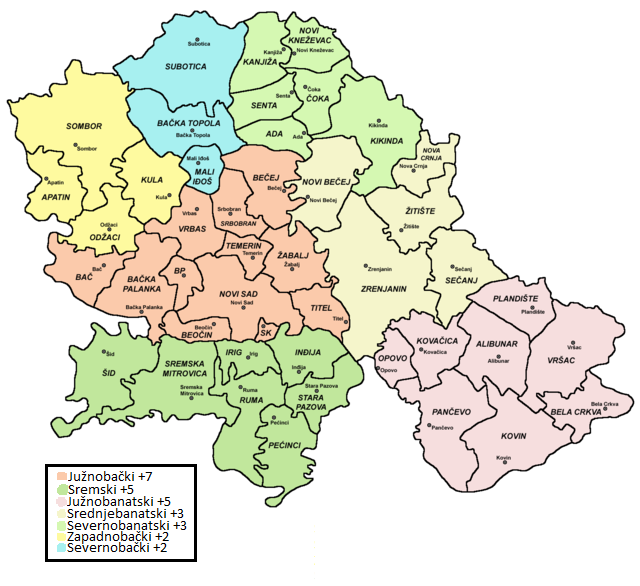 NOVI
KNEŽEVAC
Novi Kneževac
Kanjiža
KANJIŽA
Subotica
SUBOTICA
Čoka
ČOKA
Senta
SENTA
BAČKA TOPOLA
Bačka Topola
ADA
Ada
Kikinda
KIKINDA
SOMBOR
Sombor
Mali Iđoš
MALI
IĐOŠ
NOVA
CRNJA
Nova Crnja
Apatin
APATIN
KULA
Kula
BEČEJ
Bečej
NOVI BEČEJ
Novi Bečej
Vrbas
VRBAS
Srbobran
SRBOBRAN
ŽITIŠTE
Žitište
Odžaci
ODŽACI
TEMERIN
Temerin
ŽABALJ
Žabalj
BAČ
Bač
BAČKA
PALANKA
Bačka Palanka
BP
Zrenjanin
ZRENJANIN
Sečanj
SEČANJ
NOVI SAD
Novi Sad
PLANDIŠTE
Plandište
TITEL
Titel
Beočin
BEOČIN
SK
KOVAČICA
Kovačica
ALIBUNAR
Alibunar
Vršac
VRŠAC
OPOVO
Opovo
Šid
ŠID
SREMSKA
MITROVICA
Sremska
Mitrovica
IRIG
Irig
INĐIJA
Inđija
Ruma
RUMA
Stara Pazova
STARA
PAZOVA
Pećinci
PEĆINCI
PANČEVO
Pančevo
Bela Crkva
BELA CRKVA
KOVIN
Kovin
Južnobački +7
Sremski +5
Južnobanatski +5
Srednjebanatski +3
Severnobanatski +3
Zapadnobački +2
Severnobački +2